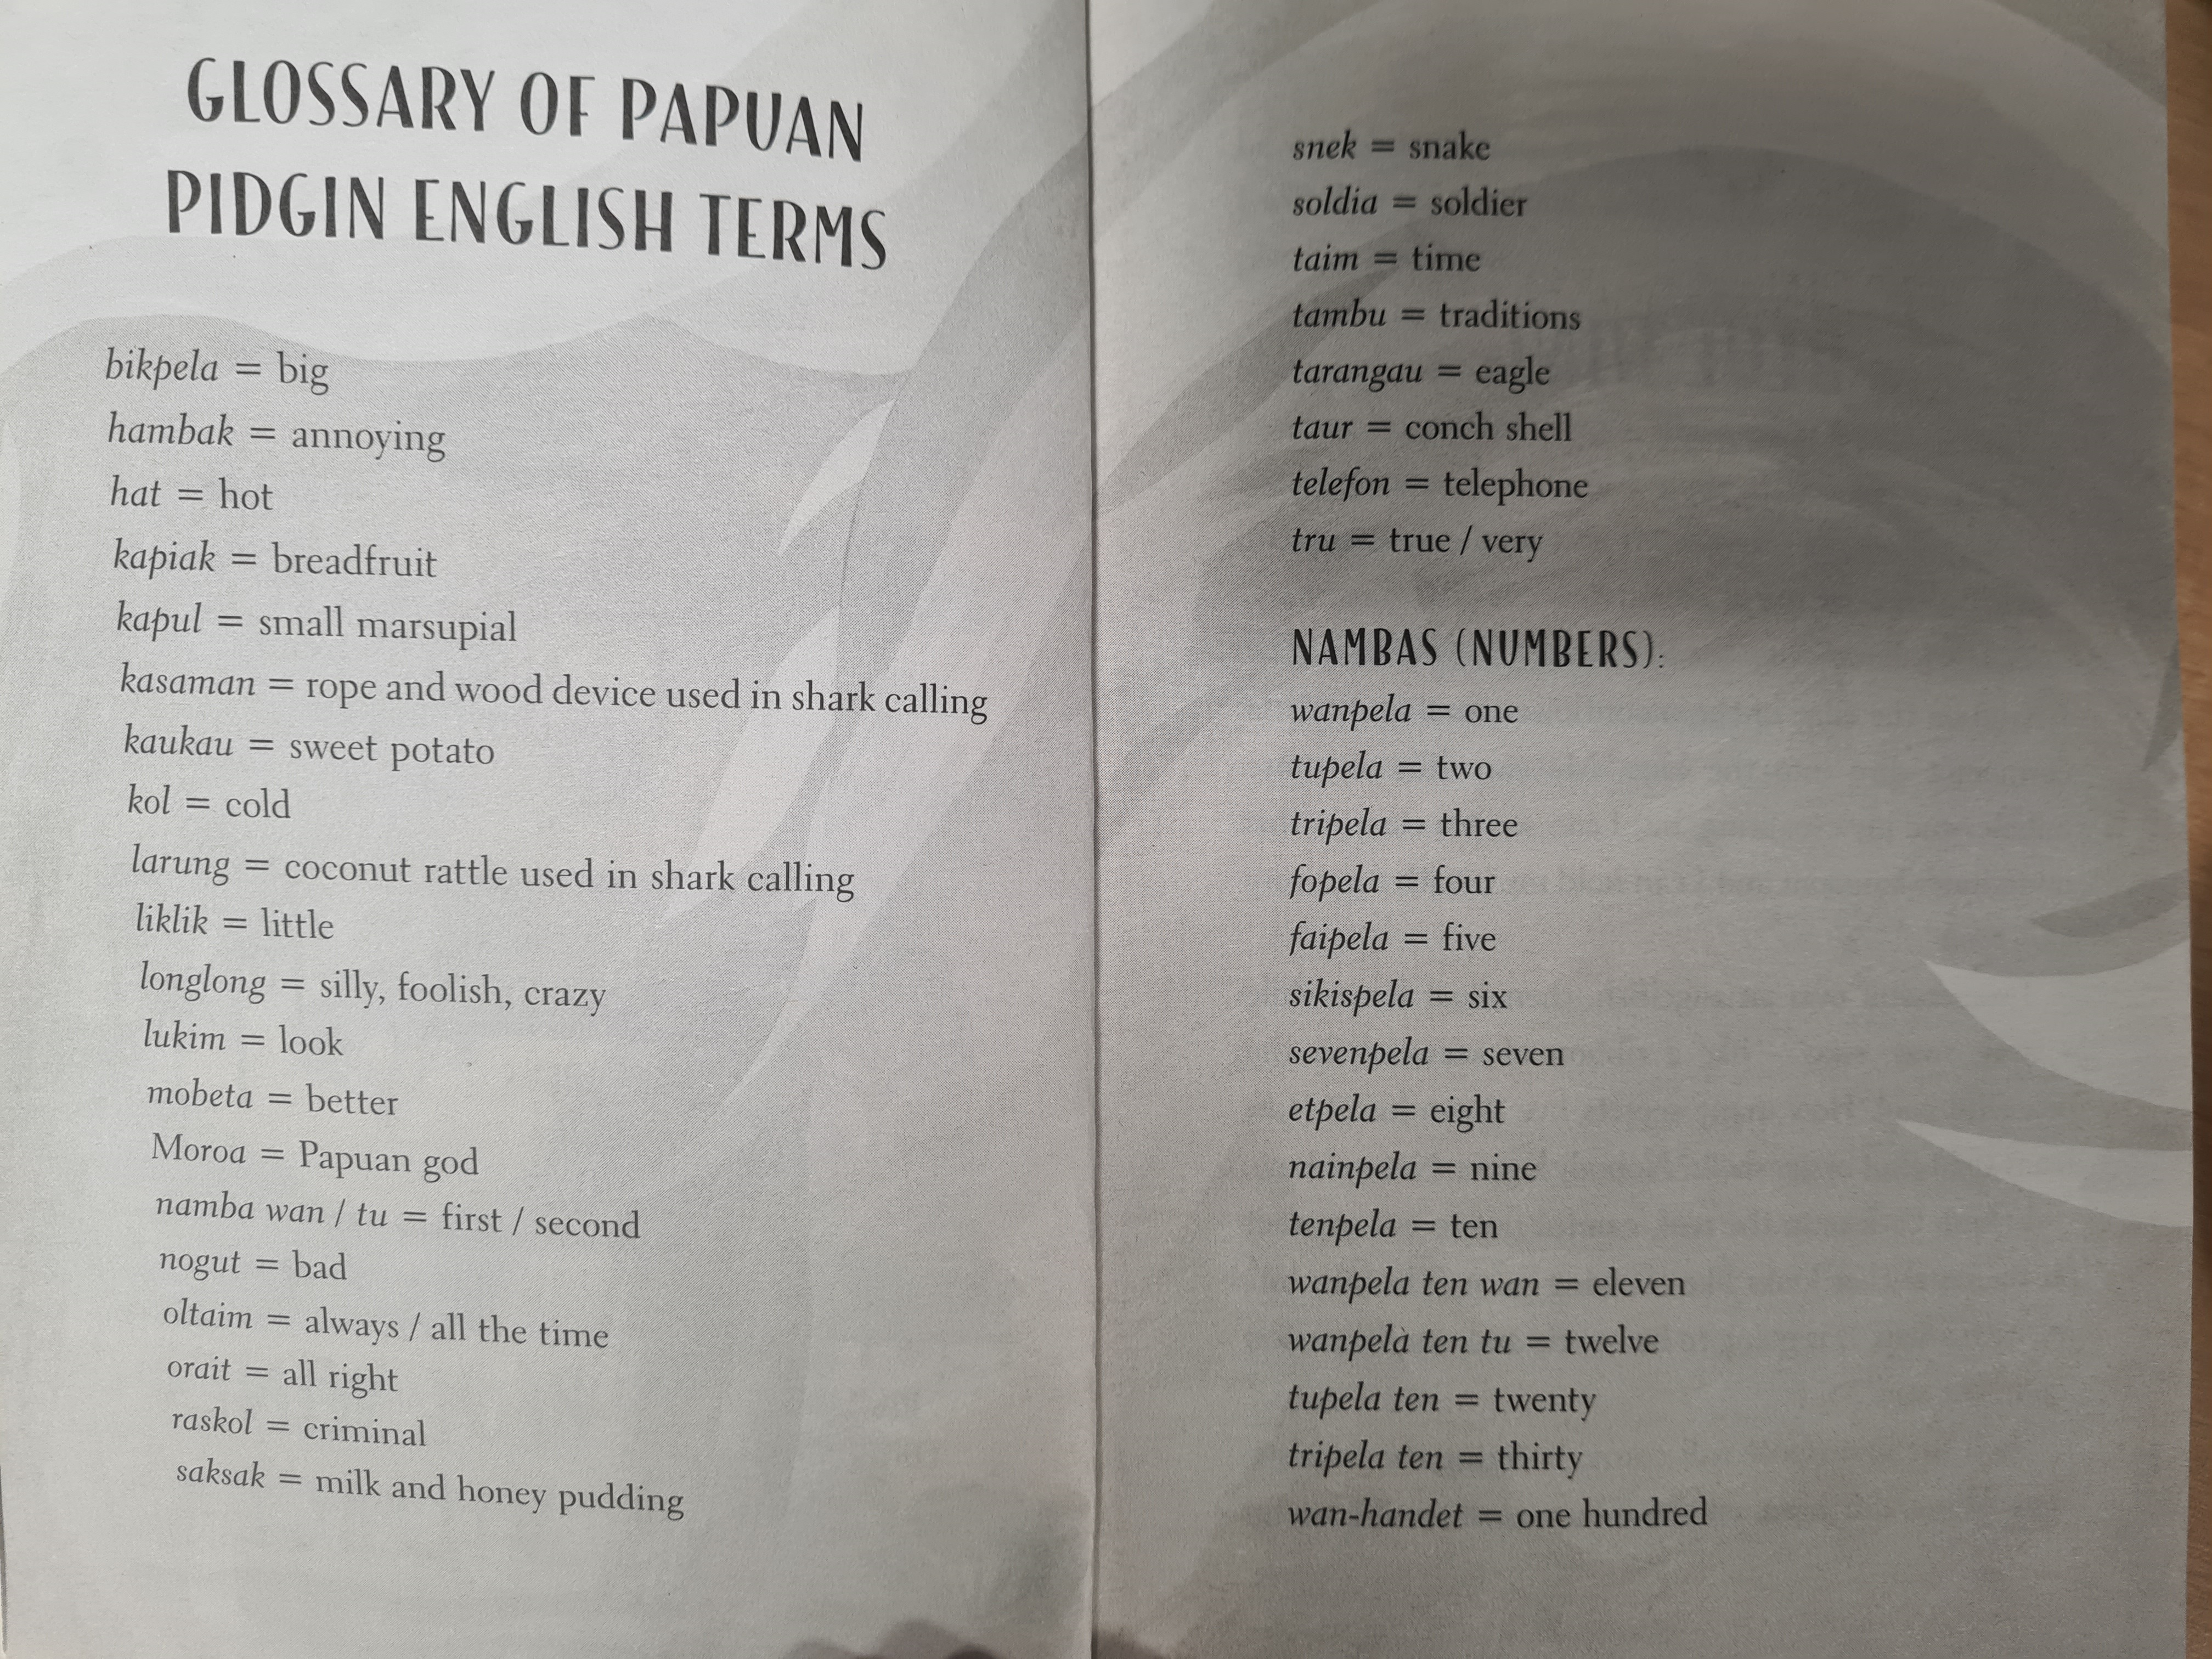 GLOSSARY OF PAPUAN
PIDGIN ENGLISH TERMS
bikpela = big
hambak = annoying
hat = hot
kapiak = breadfruit
kapul = small marsupial
kasaman = rope and wood device used in shark calling
kaukau = sweet potato
kol = cold
larung = coconut rattle used in shark calling
liklik = little
longlong = silly, foolish, crazy
lukim = look
mobeta = better
Moroa = Papuan god
namba wan / tu = first / second
nogut = bad
oltaim = always / all the time
orait = all right
raskol = criminal
saksak = milk and honey pudding
snek = snake
soldia = soldier
taim = time
tambu = traditions
tarangau = eagle
taur = conch shell
telefon = telephone
tru = true / very
NAMBAS (NUMBERS):
wanpela = one
tupela = two
tripela = three
fopela = four
faipela = five
sikispela = six
sevenpela = seven
etpela = eight
nainpela = nine
tenpela = ten
wanpela ten wan = eleven
wanpela ten tu = twelve
tupela ten = twenty
tripela ten = thirty
wan-handet = one hundred